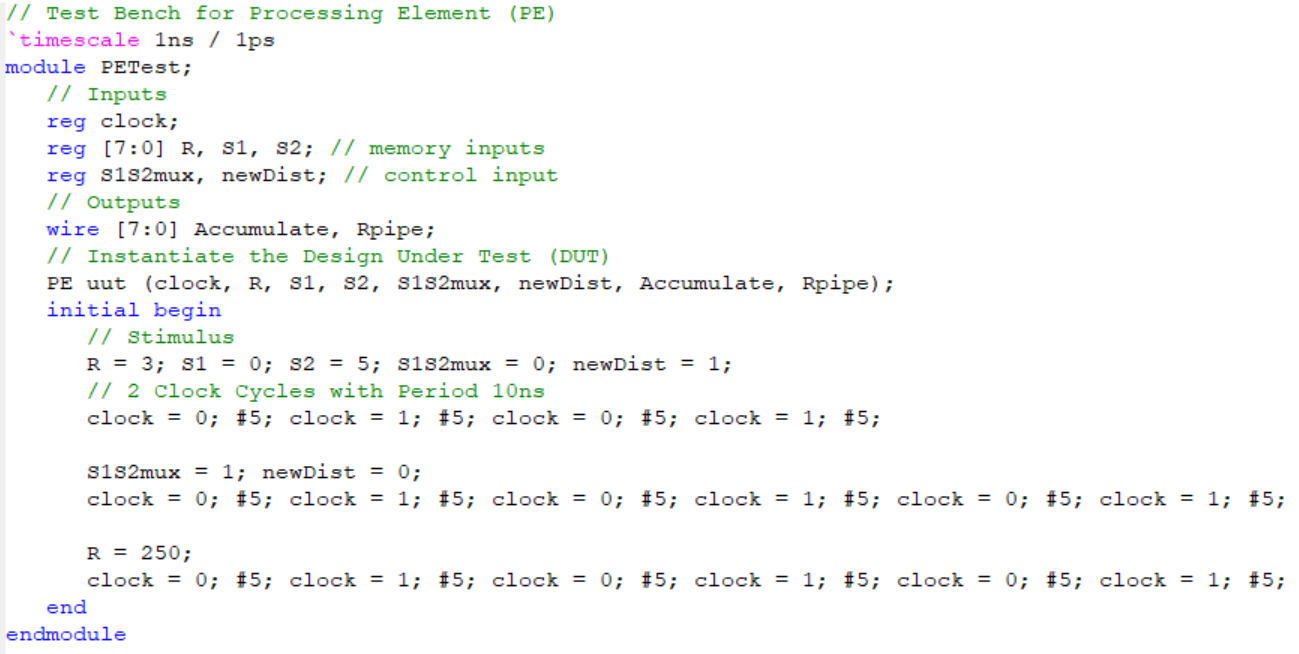 // Test Bench for Processing Element (PE)
`timescale 1ns / 1ps
module PETest;
// Inputs
reg clock;
reg [7:0] R, S1, S2; // memory inputs
reg S1S2mux, newDist; // control input
// Outputs
wire [7:0] Accumulate, Rpipe;
// Instantiate the Design Under Test (DUT)
PE uut (clock, R, S1, S2, S1S2mux, newDist, Accumulate, Rpipe);
initial begin
// Stimulus
R = 3; S1 = 0; S2 = 5; S1S2mux = 0; newDist = 1;
// 2 Clock Cycles with Period 10ns
clock = 0; #5; clock = 1; #5; clock = 0; #5; clock = 1; #5;
S1S2mux = 1; newDist = 0;
clock = 0; #5; clock = 1; #5; clock = 0; #5; clock = 1; #5; clock = 0; #5; clock = 1; #5;
R = 250;
clock = 0; #5; clock = 1; #5; clock = 0; #5; clock = 1; #5; clock = 0; #5; clock = 1; #5;
end
endmodule